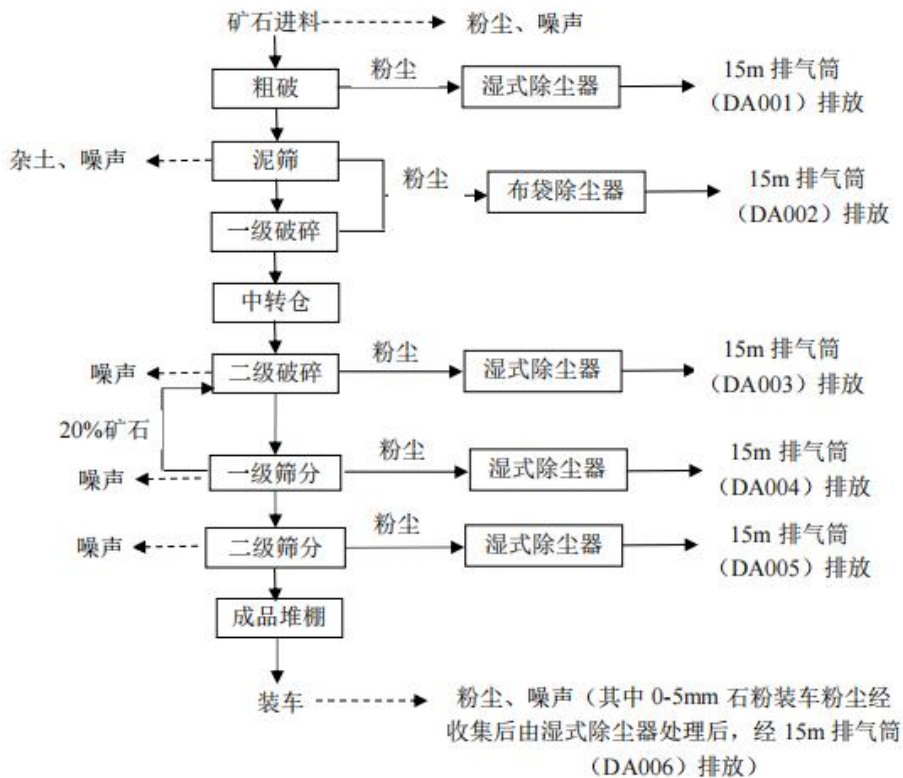 矿石进料
粉尘、噪声
粗破
粉尘
湿式除尘器
15m 排气筒
（DA001）排放
杂土、噪声
泥筛
粉尘
布袋除尘器
15m 排气筒
（DA002）排放
一级破碎
中转仓
噪声
二级破碎
粉尘
湿式除尘器
15m 排气筒
（DA003）排放
20%矿石
噪声
一级筛分
粉尘
湿式除尘器
15m 排气筒
（DA004）排放
噪声
二级筛分
粉尘
湿式除尘器
15m 排气筒
（DA005）排放
成品堆棚
装车
粉尘、噪声（其中 0-5mm 石粉装车粉尘经
收集后由湿式除尘器处理后，经 15m 排气筒
（DA006）排放）